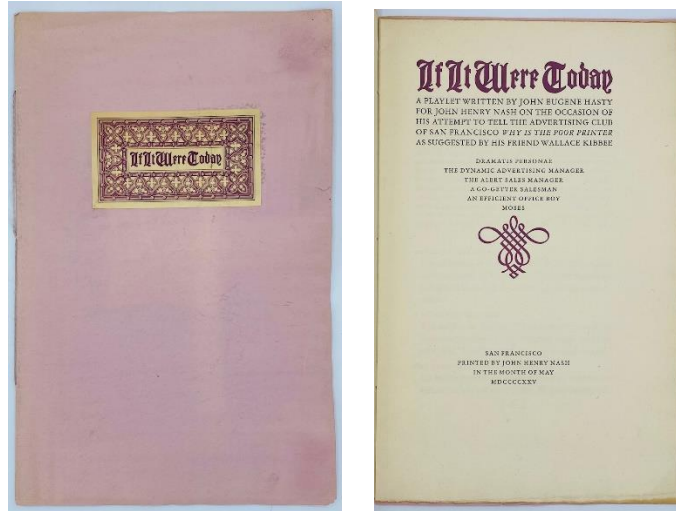 If It Were Today
If It Were Today
A PLAYLET WRITTEN BY JOHN EUGENE HASTY
FOR JOHN HENRY NASH ON THE OCCASION OF
HIS ATTEMPT TO TELL THE ADVERTISING CLUB
OF SAN FRANCISCO WHY IS THE POOR PRINTER
AS SUGGESTED BY HIS FRIEND WALLACE KIBBEE
DRAMATIS PERSONAE
THE DYNAMIC ADVERTISING MANAGER
THE ALERT SALES MANAGER
A GO-GETTER SALESMAN
AN EFFICIENT OFFICE BOY
MOSES
SAN FRANCISCO
PRINTED BY JOHN HENRY NASH
IN THE MONTH OF MAY
MDCCCCXXV